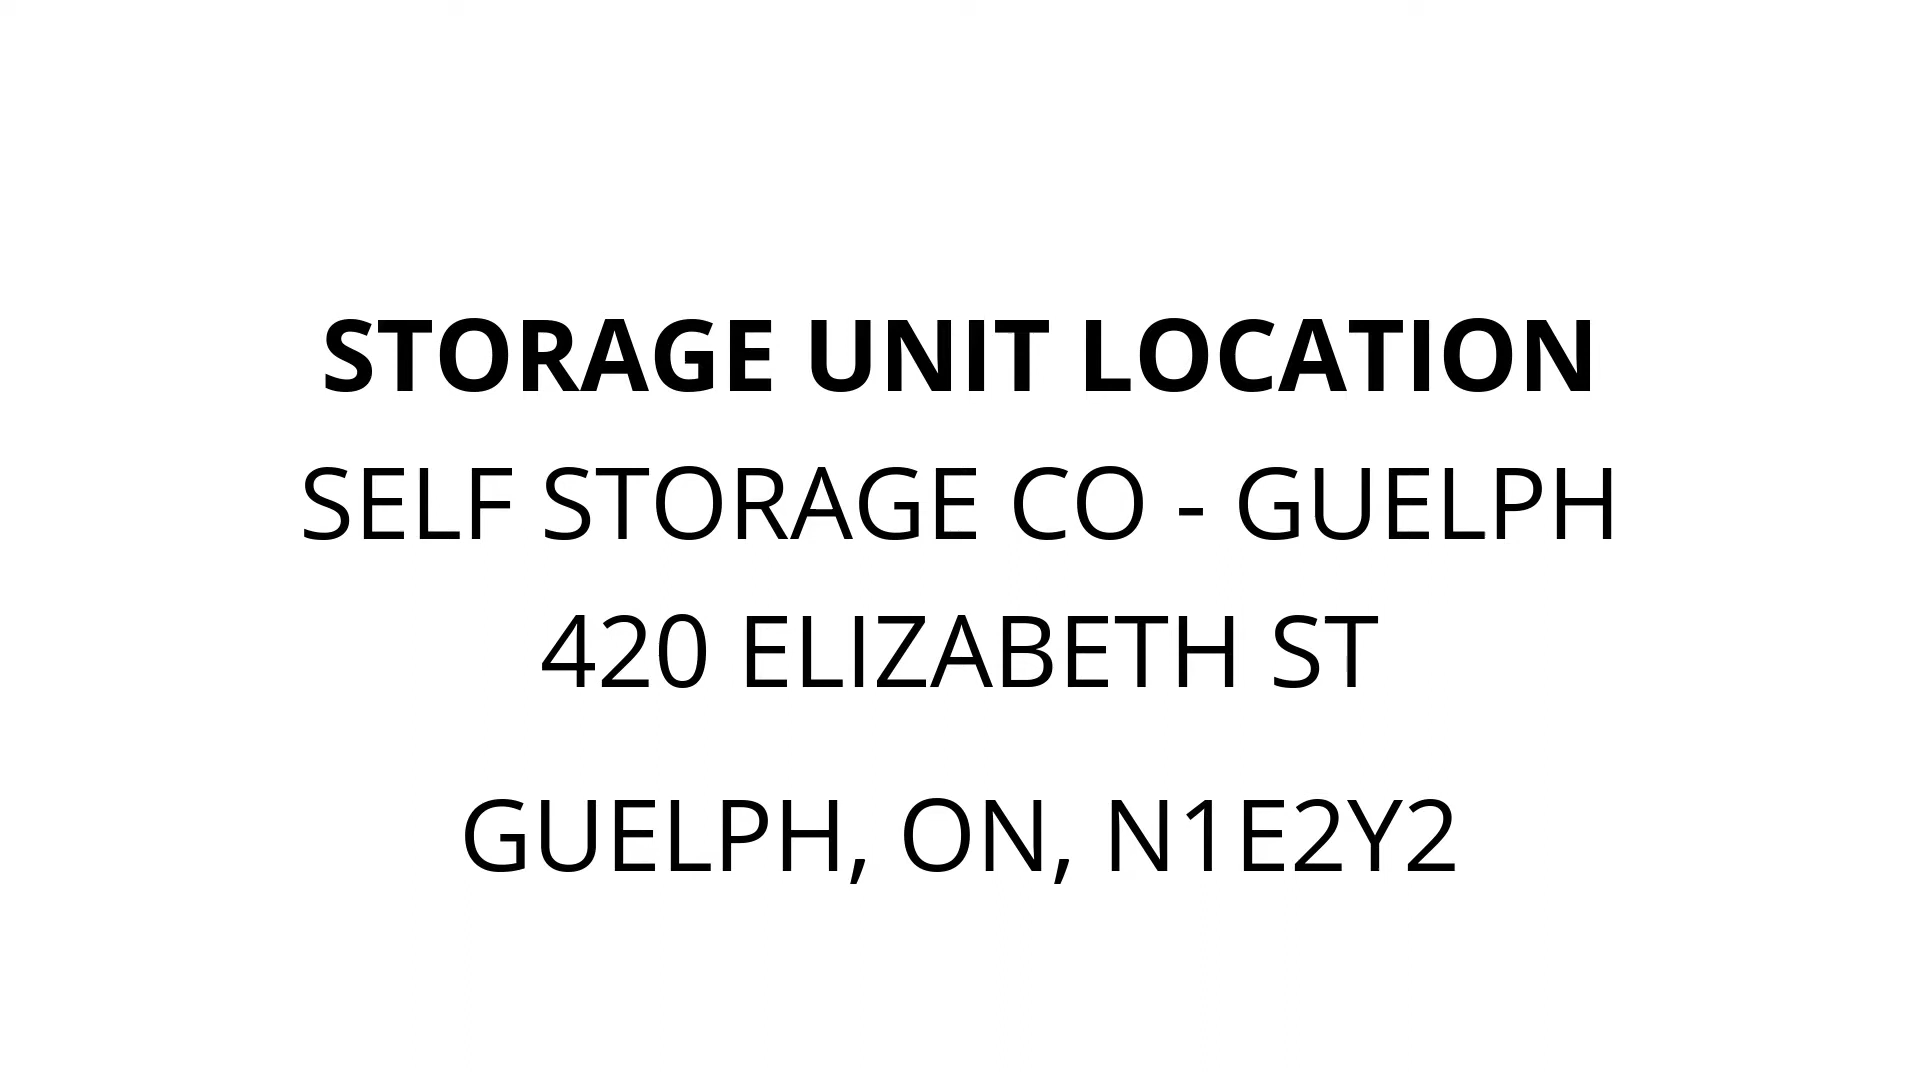 STORAGE UNIT LOCATION
SELF STORAGE CO - GUELPH
420 ELIZABETH ST
GUELPH, ON, N1E2Y2